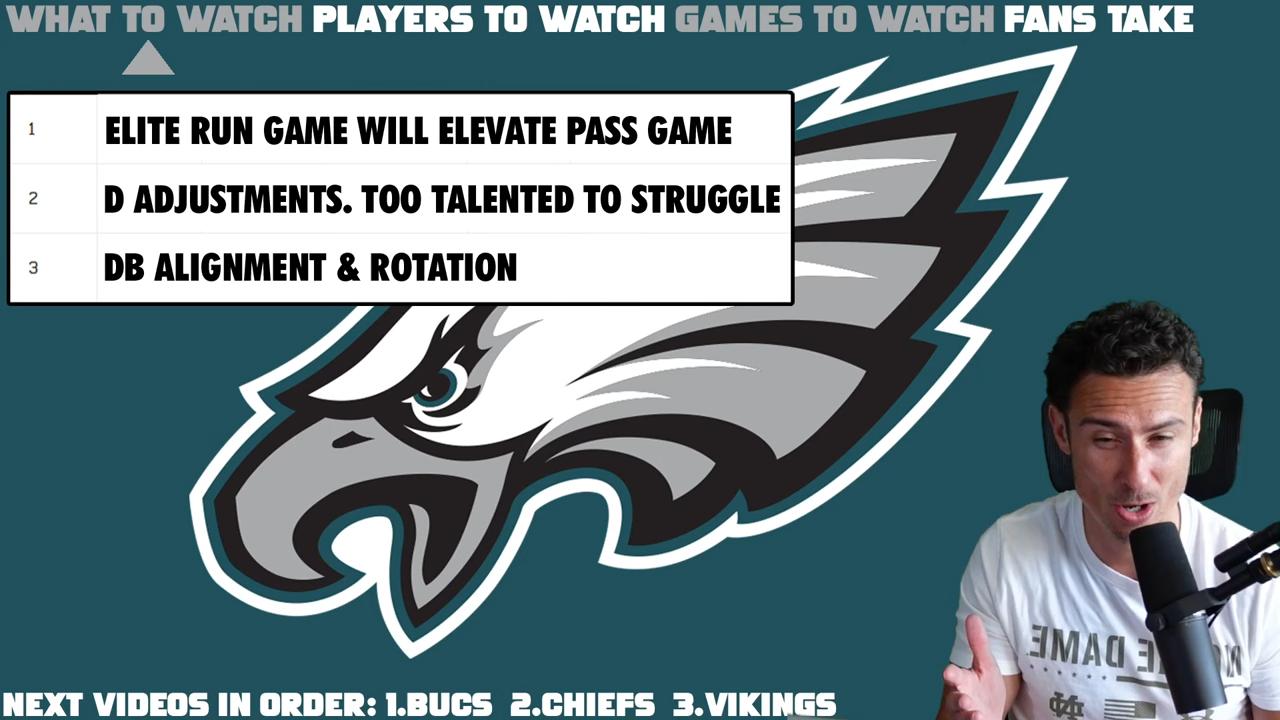 WHAT TO WATCH PLAYERS TO WATCH GAMES TO WATCH FANS TAKE
1 ELITE RUN GAME WILL ELEVATE PASS GAME
2 D ADJUSTMENTS. TOO TALENTED TO STRUGGLE
3 DB ALIGNMENT & ROTATION
DAME
NEXT VIDEOS IN ORDER: 1.BUCS 2.CHIEFS 3.VIKINGS